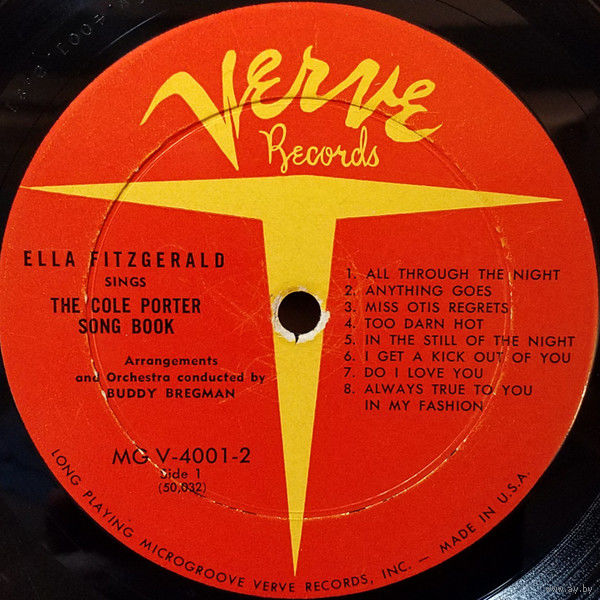 Verve
Records
ELLA FITZGERALD
SINGS
THE COLE PORTER
SONG BOOK
Arrangements
and Orchestra conducted by
BUDDY BREGMAN
MG V-4001-2
Side 1
(50,032)
1. ALL THROUGH THE NIGHT
2. ANYTHING GOES
3. MISS OTIS REGRETS
4. TOO DARN HOT
5. IN THE STILL OF THE NIGHT
6. I GET A KICK OUT OF YOU
7. DO I LOVE YOU
8. ALWAYS TRUE TO YOU
IN MY FASHION
LONG PLAYING MICROGROOVE VERVE RECORDS, INC. — MADE IN U.S.A.
www.ay.by